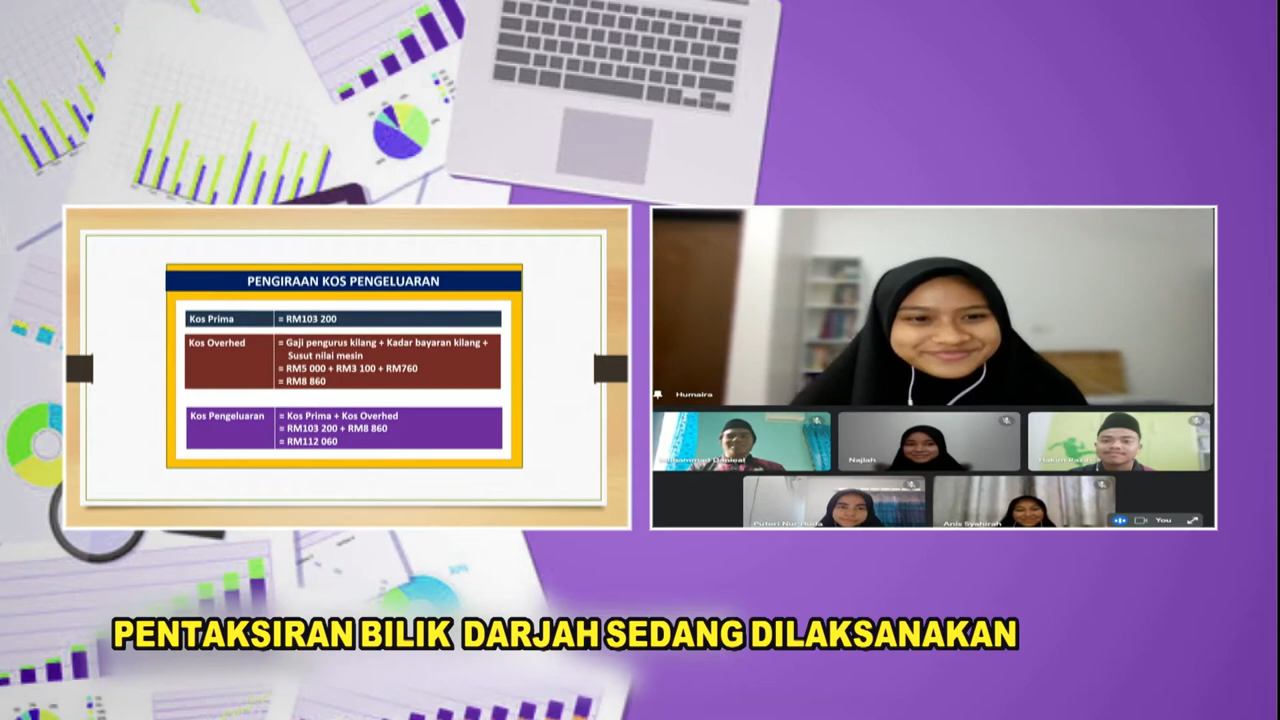 PENGIRAAN KOS PENGELUARAN
Kos Prima = RM103 200
Kos Overhed = Gaji pengurus kilang + Kadar bayaran kilang +
Susut nilai mesin
= RM5 000 + RM3 100 + RM760
= RM8 860
Kos Pengeluaran = Kos Prima + Kos Overhed
= RM103 200 + RM8 860
= RM112 060
Humaira
Najlah
Puteri Nur Huda
Anis Syahirah
You
PENTAKSIRAN BILIK DARJAH SEDANG DILAKSANAKAN